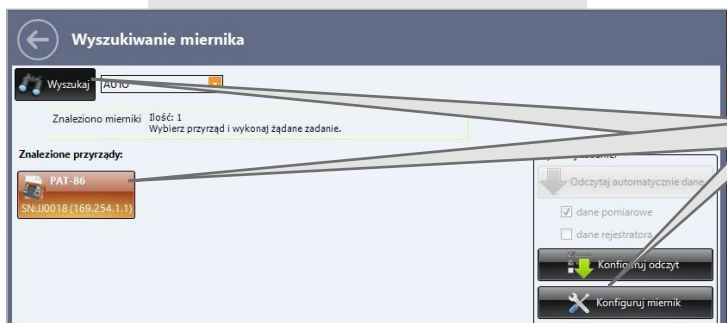 Wyszukiwanie miernika
Wyszukaj
AUTO
Znaleziono mierniki Ilość: 1
Wybierz przyrząd i wykonaj żądane zadanie.
Znalezione przyrządy:
PAT-86
SN:JJ0018 (169.254.1.1)
Odczytaj automatycznie dane
dane pomiarowe
dane rejestratora
Konfiguruj odczyt
Konfiguruj miernik